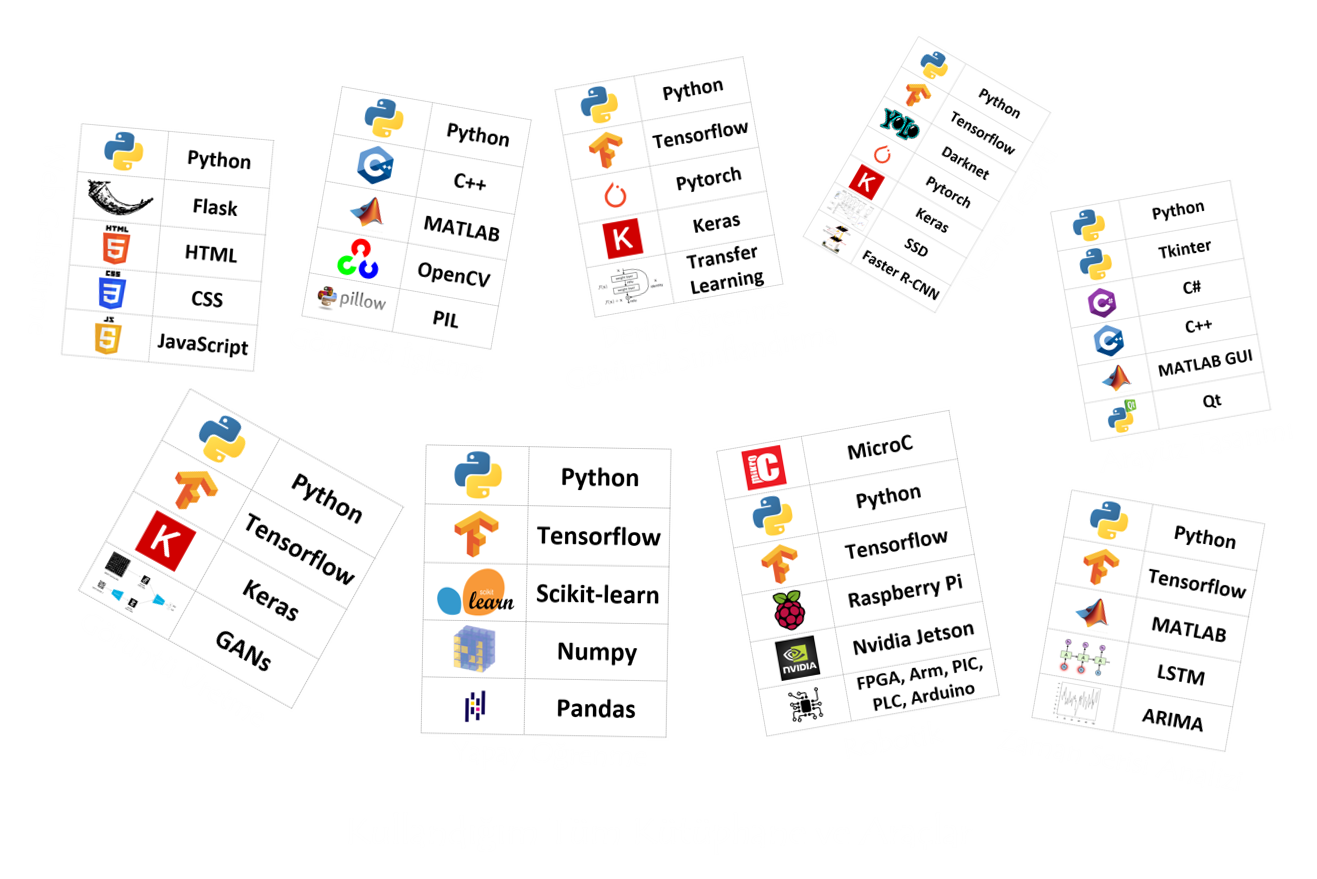 Python
Flask
HTML
HTML
CSS
CSS
JS
JavaScript
Python
C++
C++
MATLAB
OpenCV
pillow
PIL
Python
Tensorflow
Pytorch
K
Keras
Transfer
Learning
Python
Tensorflow
YOLO
Darknet
Pytorch
K
Keras
SSD
Faster R-CNN
Python
Tkinter
C#
C#
C++
C++
MATLAB GUI
Qt
Qt
Python
Tensorflow
K
Keras
GANs
Python
Tensorflow
scikit
learn
Scikit-learn
Numpy
Pandas
MicroC
Python
Tensorflow
Raspberry Pi
NVIDIA
Nvidia Jetson
FPGA, Arm, PIC,
PLC, Arduino
Python
Tensorflow
MATLAB
LSTM
ARIMA